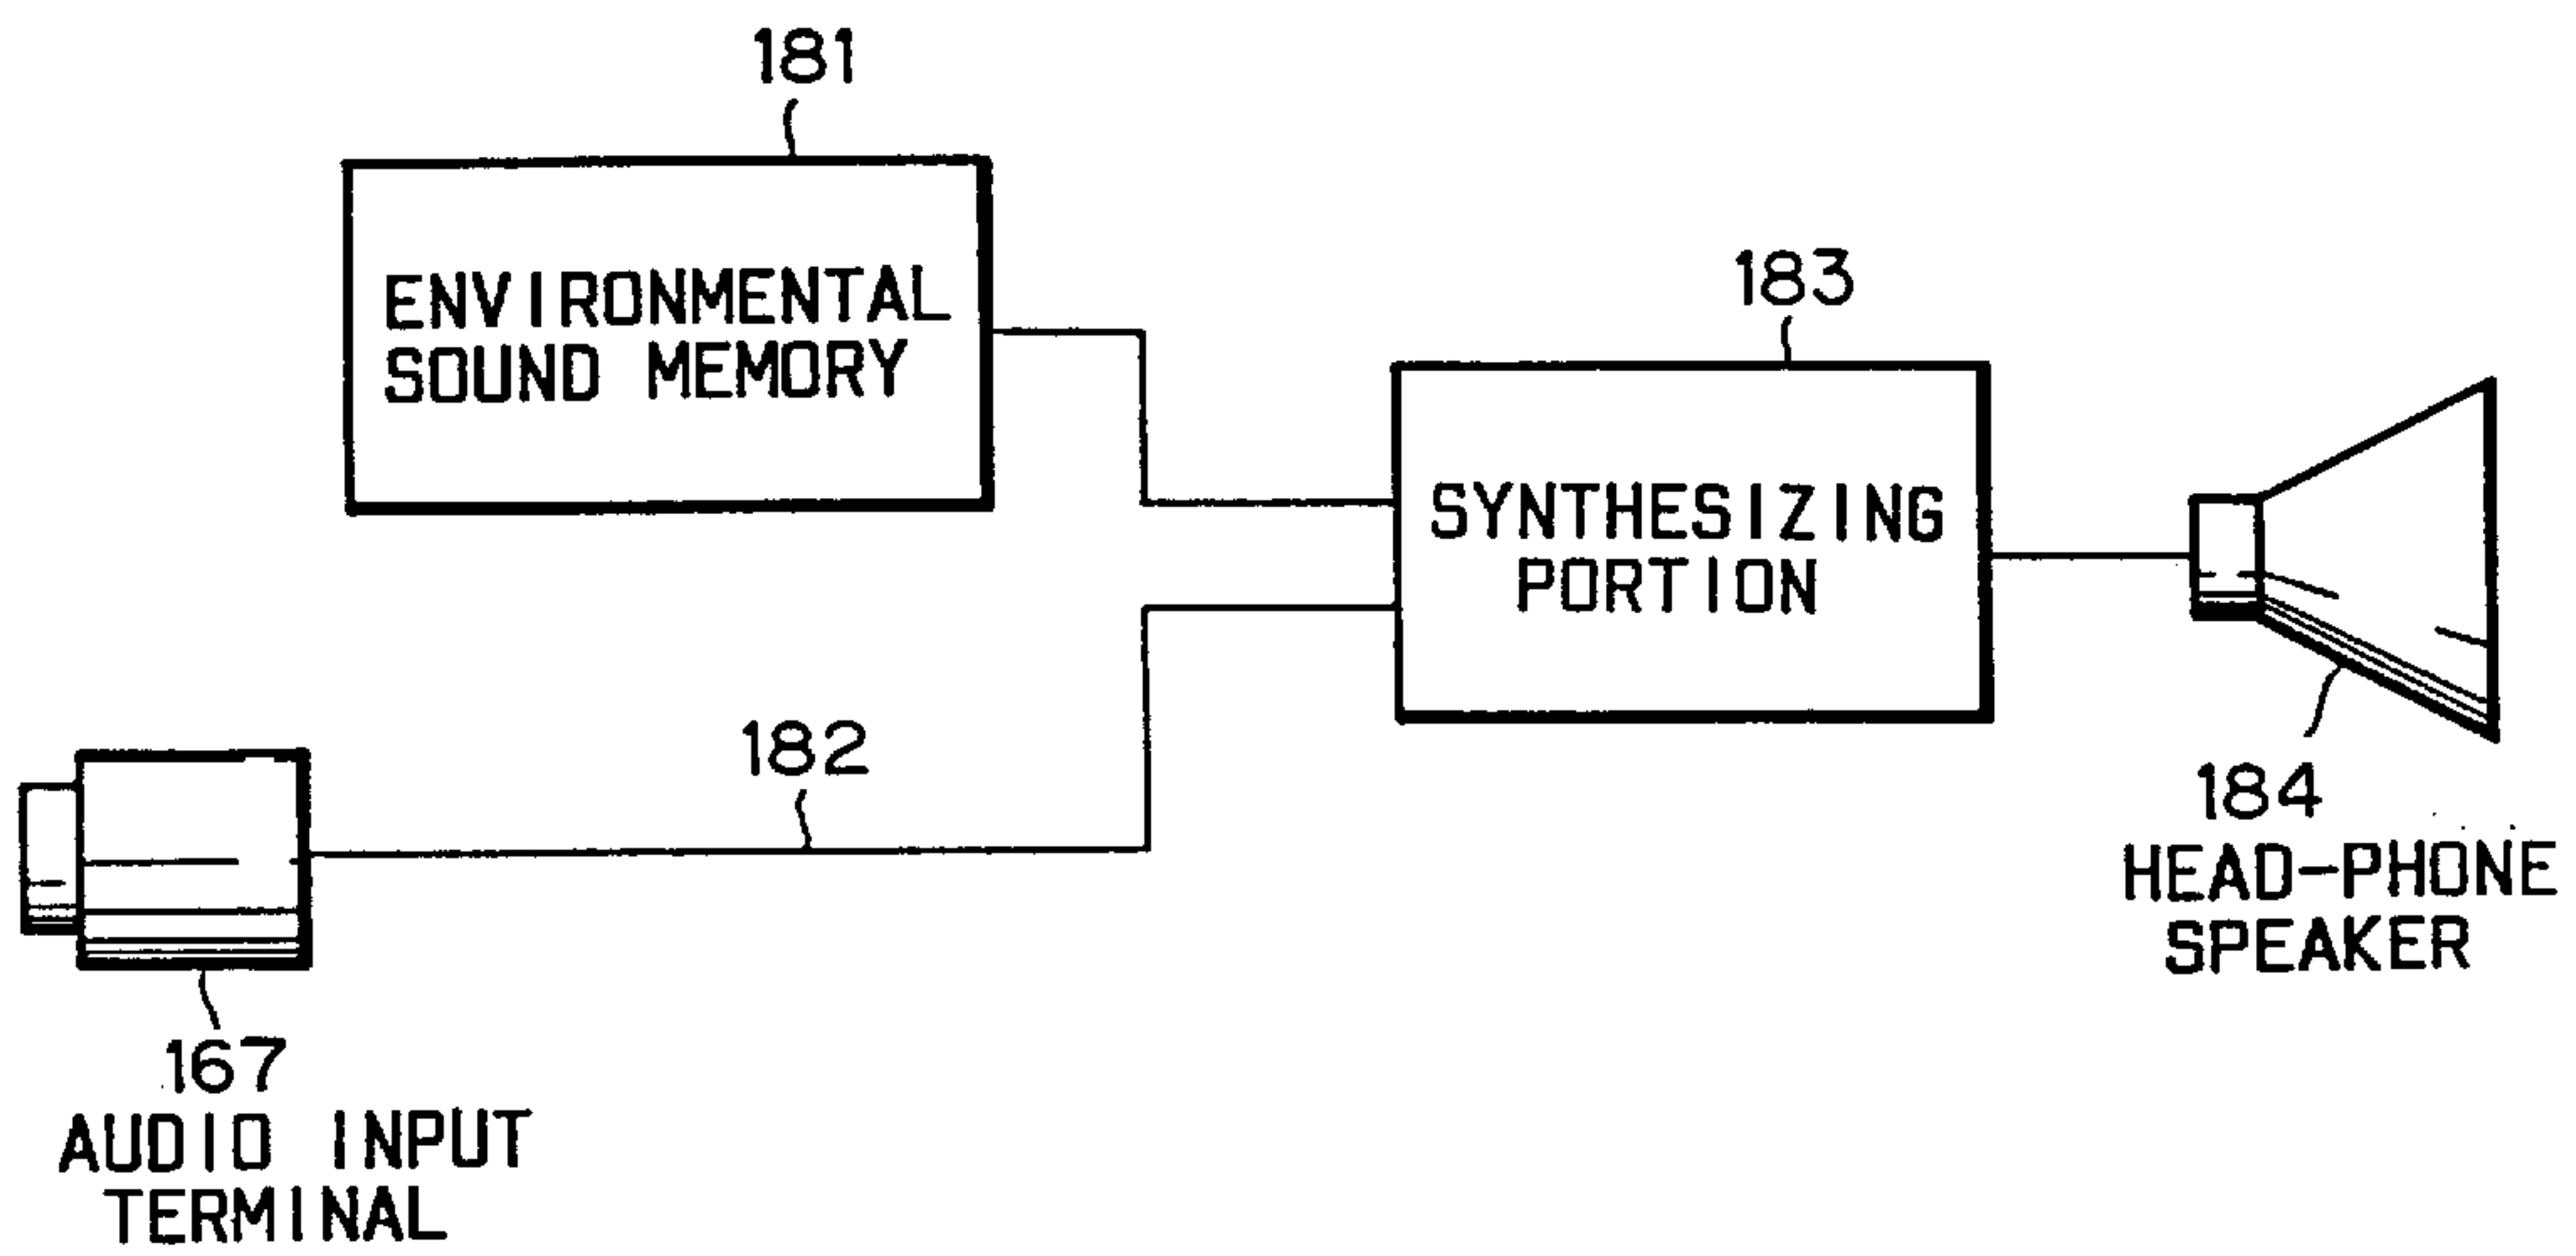 181
ENVIRONMENTAL
SOUND MEMORY
183
SYNTHESIZING
PORTION
182
184
HEAD-PHONE
SPEAKER
167
AUDIO INPUT
TERMINAL